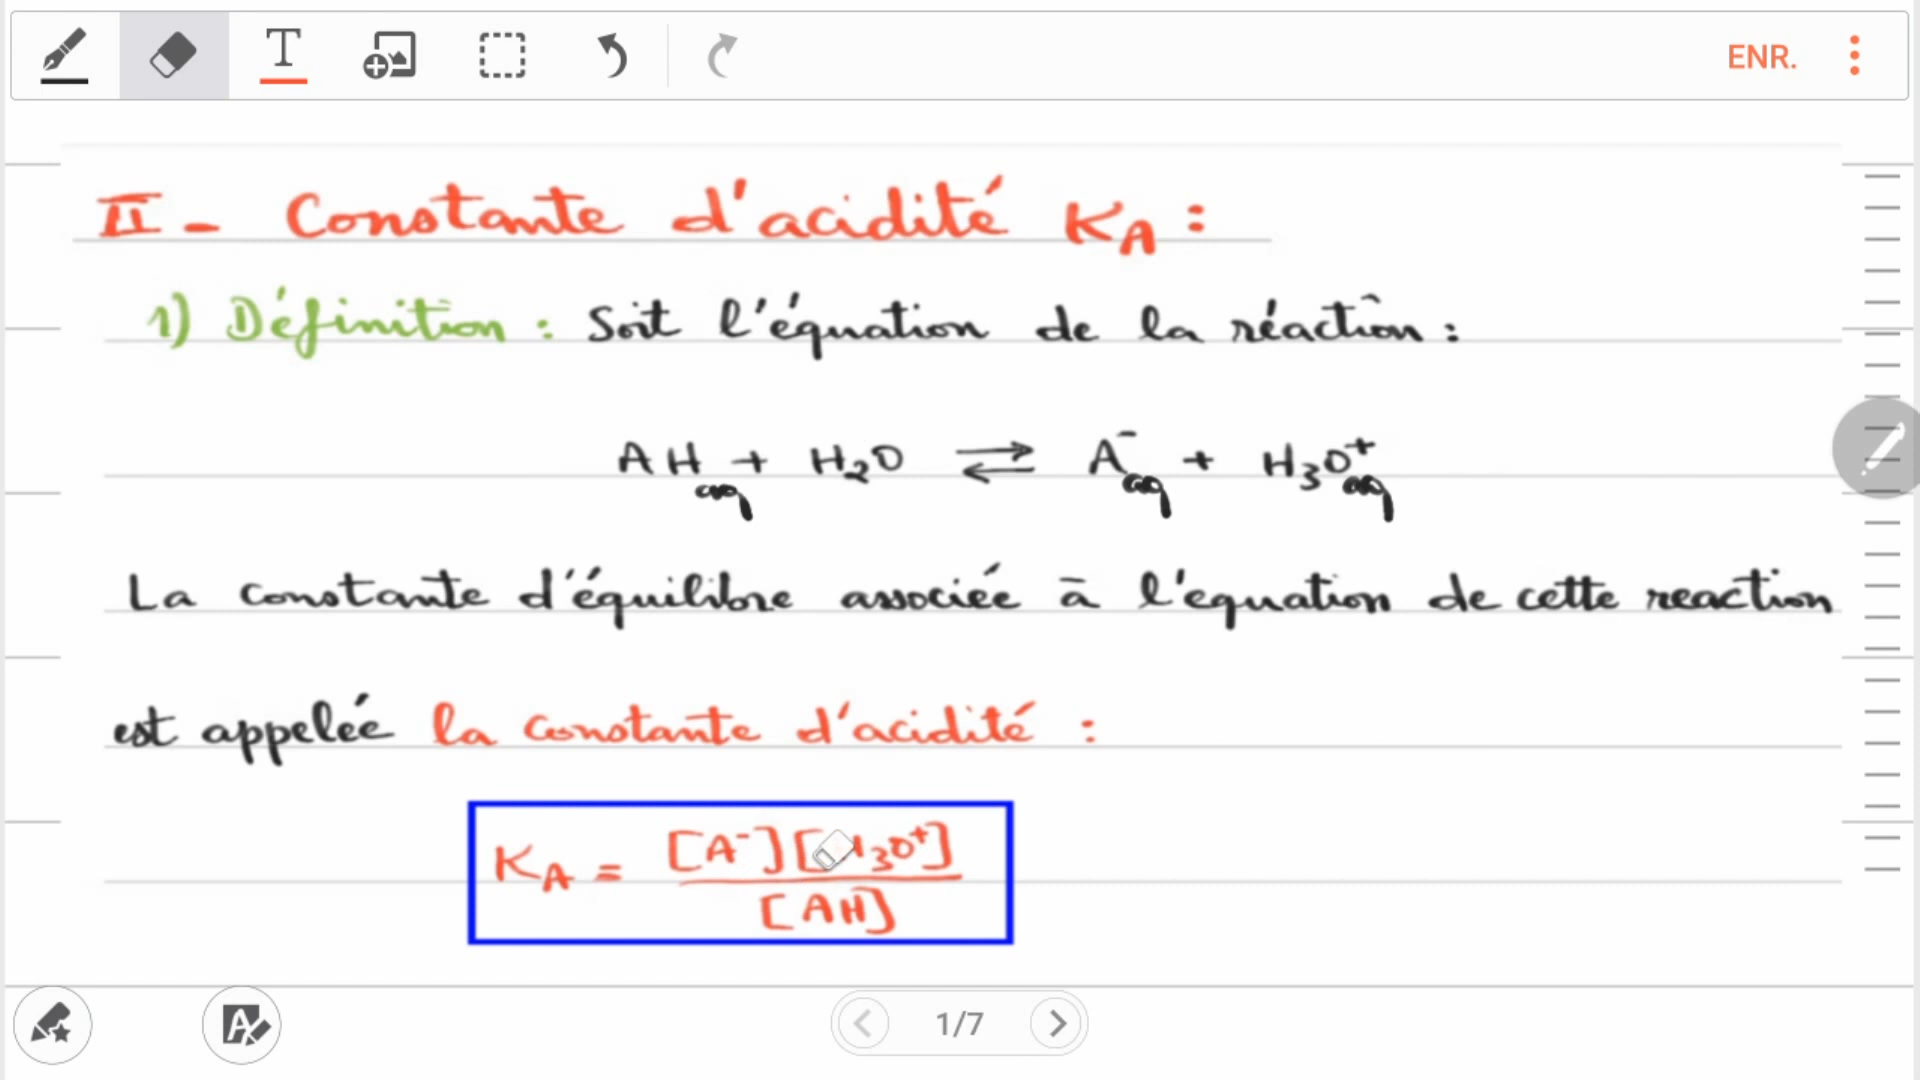 T
ENR.
II - Constante d'acidité KA :
1) Définition : Soit l'équation de la réaction :
AH aq + H2O ⇌ A⁻ aq + H3O⁺ aq
La constante d'équilibre associée à l'equation de cette reaction
est appelée la constante d'acidité :
KA = [A⁻][H3O⁺] / [AH]
1/7